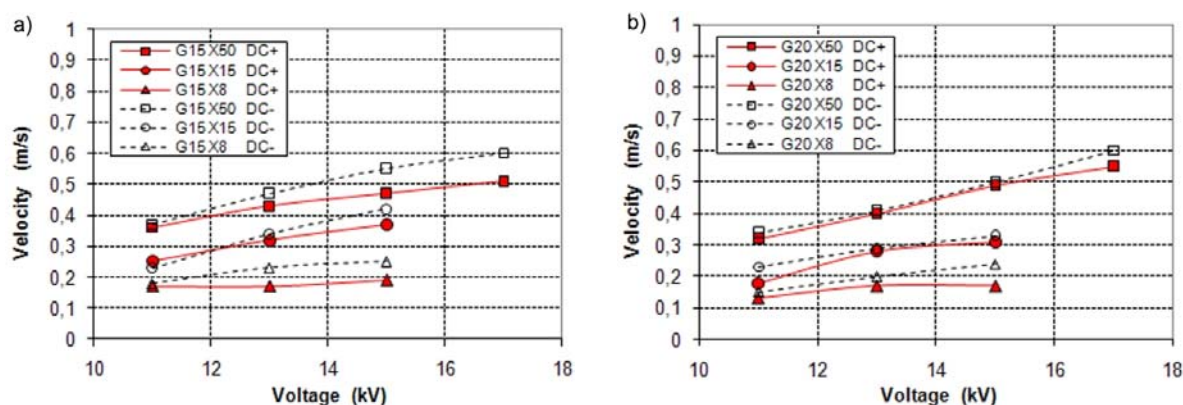 a)
1
0,9
0,8
0,7
0,6
0,5
0,4
0,3
0,2
0,1
0
Velocity (m/s)
G15X50 DC+
G15X15 DC+
G15X8 DC+
G15X50 DC-
G15X15 DC-
G15X8 DC-
10 12 14 16 18
Voltage (kV)
b)
1
0,9
0,8
0,7
0,6
0,5
0,4
0,3
0,2
0,1
0
Velocity (m/s)
G20X50 DC+
G20X15 DC+
G20X8 DC+
G20X50 DC-
G20X15 DC-
G20X8 DC-
10 12 14 16 18
Voltage (kV)